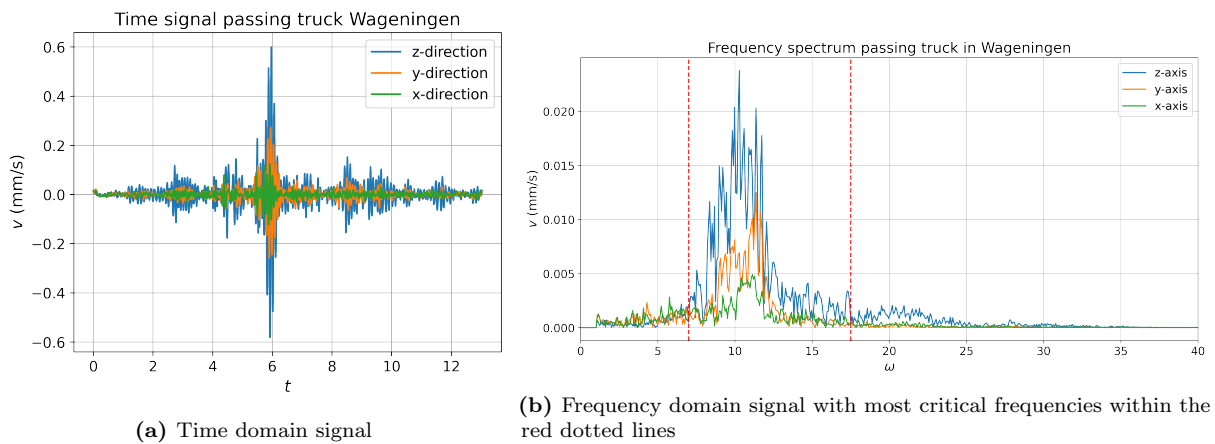 Time signal passing truck Wageningen
z-direction
y-direction
x-direction
0.6
0.4
0.2
0.0
−0.2
−0.4
−0.6
v (mm/s)
0 2 4 6 8 10 12
t
(a) Time domain signal
Frequency spectrum passing truck in Wageningen
z-axis
y-axis
x-axis
0.020
0.015
0.010
0.005
0.000
v (mm/s)
0 5 10 15 20 25 30 35 40
ω
(b) Frequency domain signal with most critical frequencies within the
red dotted lines